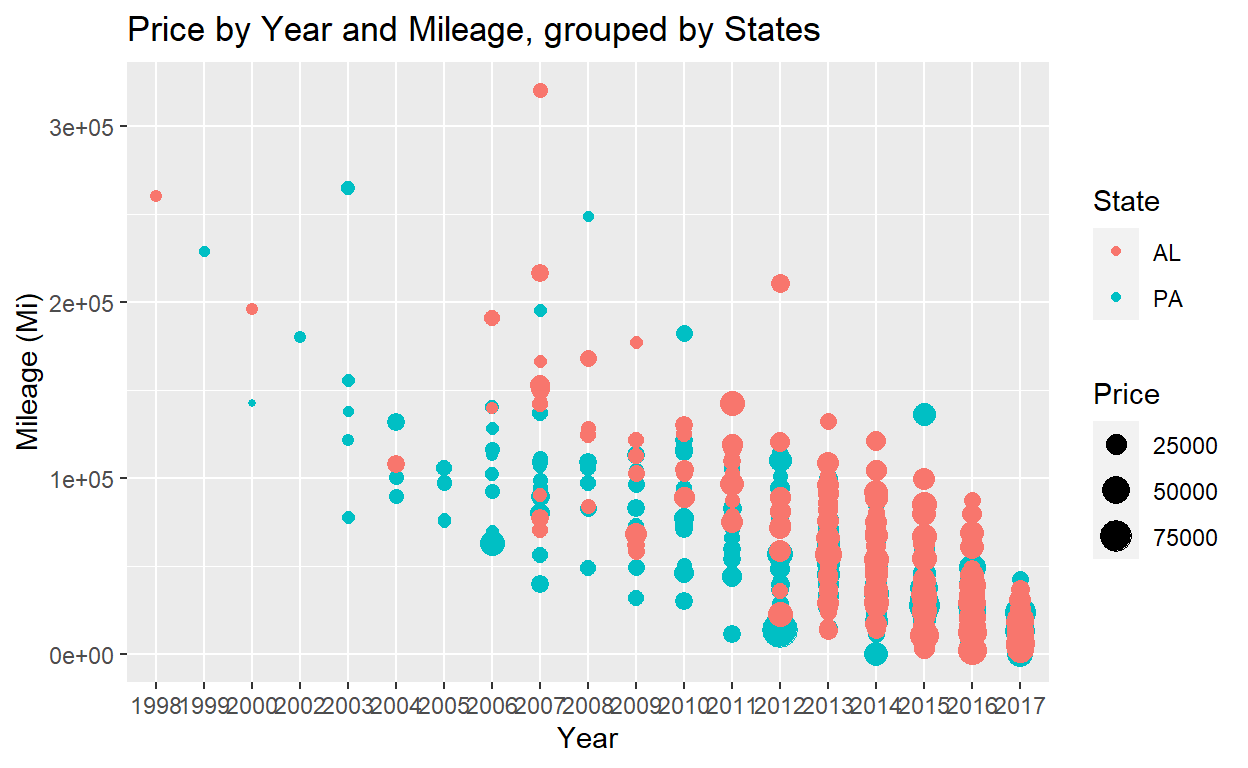 Price by Year and Mileage, grouped by States
3e+05
2e+05
1e+05
0e+00
Mileage (Mi)
1998 1999 2000 2002 2003 2004 2005 2006 2007 2008 2009 2010 2011 2012 2013 2014 2015 2016 2017
Year
State
AL
PA
Price
25000
50000
75000